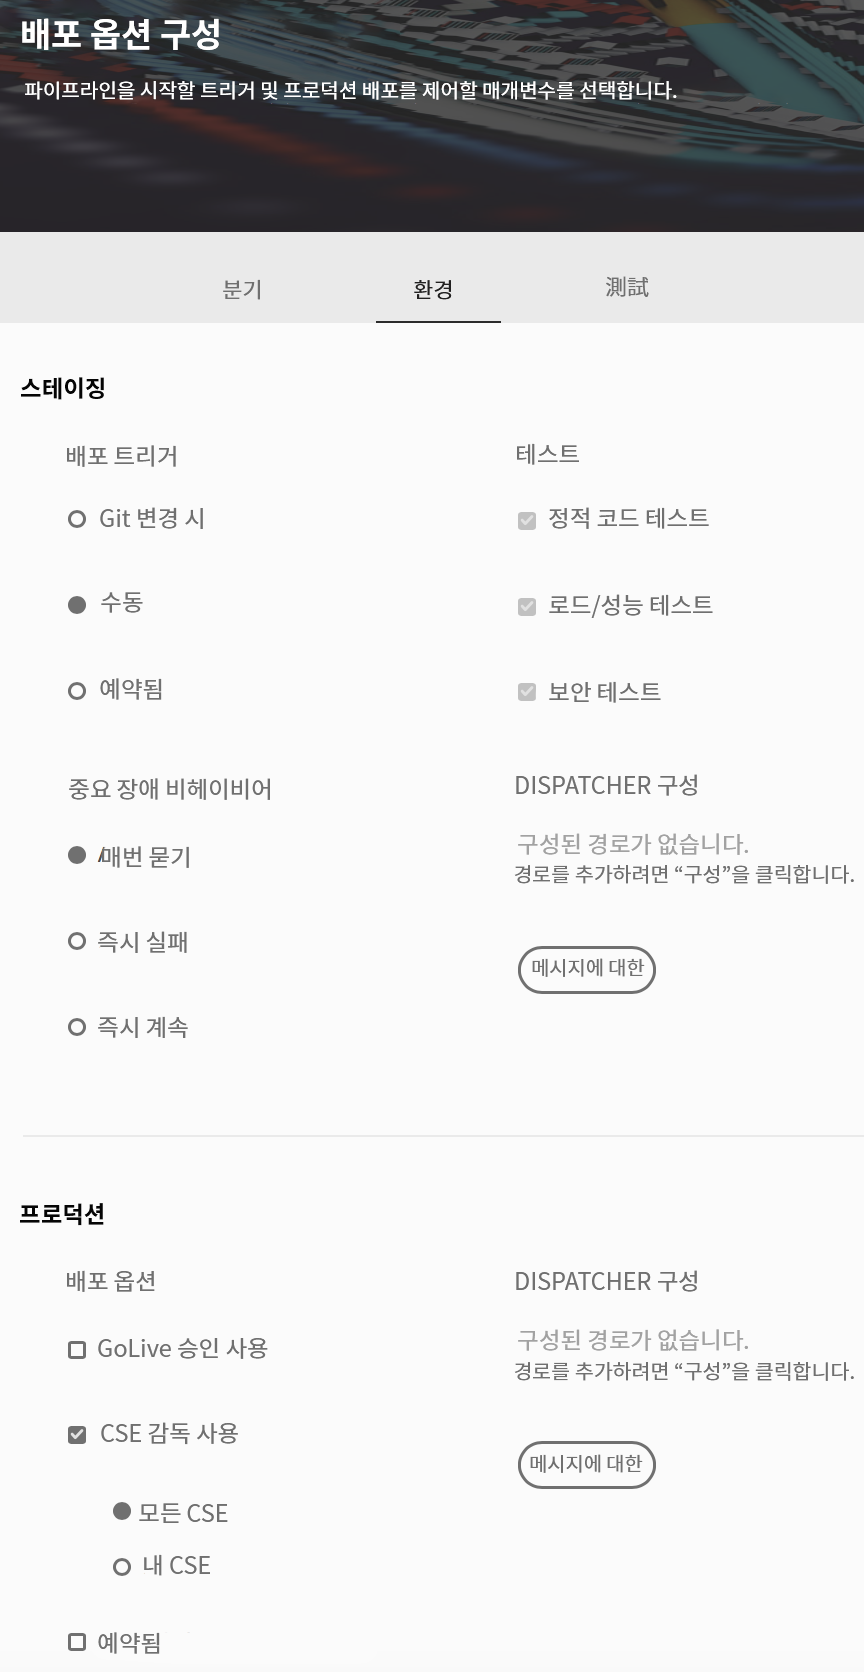 배포 옵션 구성
파이프라인을 시작할 트리거 및 프로덕션 배포를 제어할 매개변수를 선택합니다.
분기
환경
測試
스테이징
배포 트리거
Git 변경 시
수동
예약됨
테스트
정적 코드 테스트
로드/성능 테스트
보안 테스트
중요 장애 비헤이비어
매번 묻기
즉시 실패
즉시 계속
DISPATCHER 구성
구성된 경로가 없습니다.
경로를 추가하려면 “구성”을 클릭합니다.
메시지에 대한
프로덕션
배포 옵션
GoLive 승인 사용
CSE 감독 사용
모든 CSE
내 CSE
예약됨
DISPATCHER 구성
구성된 경로가 없습니다.
경로를 추가하려면 “구성”을 클릭합니다.
메시지에 대한